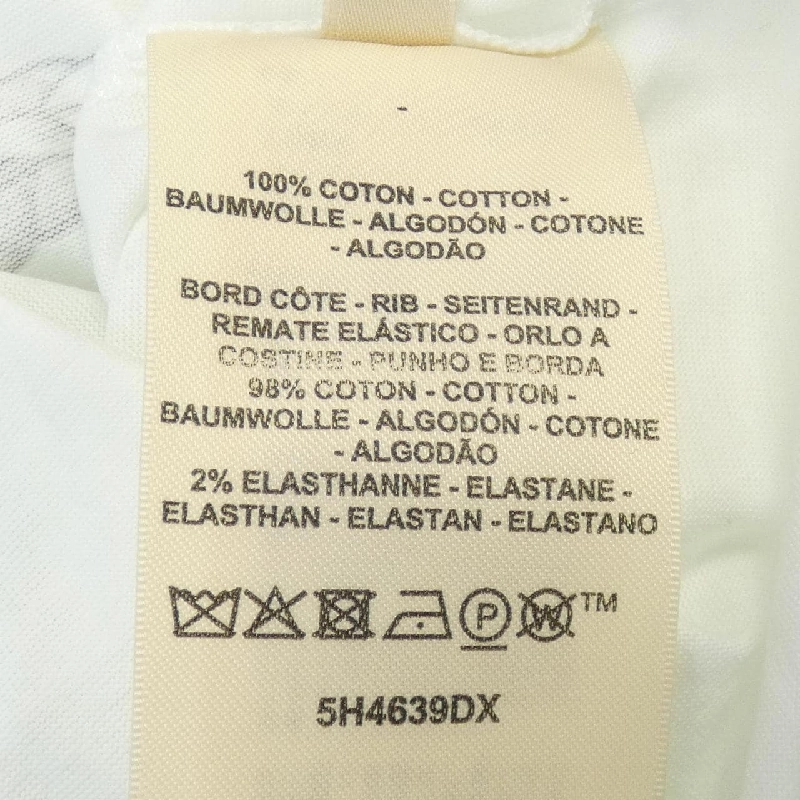 -
100% COTON - COTTON -
BAUMWOLLE - ALGODÓN - COTONE
- ALGODÃO
BORD CÔTE - RIB - SEITENRAND -
REMATE ELÁSTICO - ORLO A
COSTINE - PUNHO E BORDA
98% COTON - COTTON -
BAUMWOLLE - ALGODÓN - COTONE
- ALGODÃO
2% ELASTHANNE - ELASTANE -
ELASTHAN - ELASTAN - ELASTANO
P W TM
5H4639DX